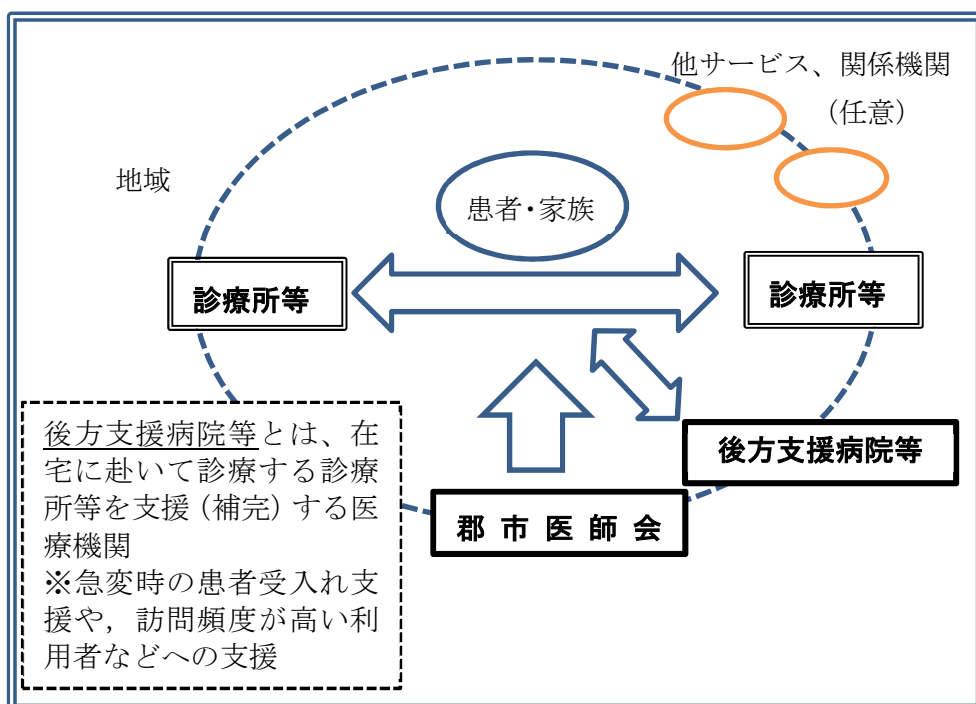 他サービス、関係機関
（任意）
地域
患者・家族
診療所等
診療所等
後方支援病院等とは、在
宅に赴いて診療する診療
所等を支援（補完）する医
療機関
※急変時の患者受入れ支
援や，訪問頻度が高い利
用者などへの支援
後方支援病院等
郡市医師会